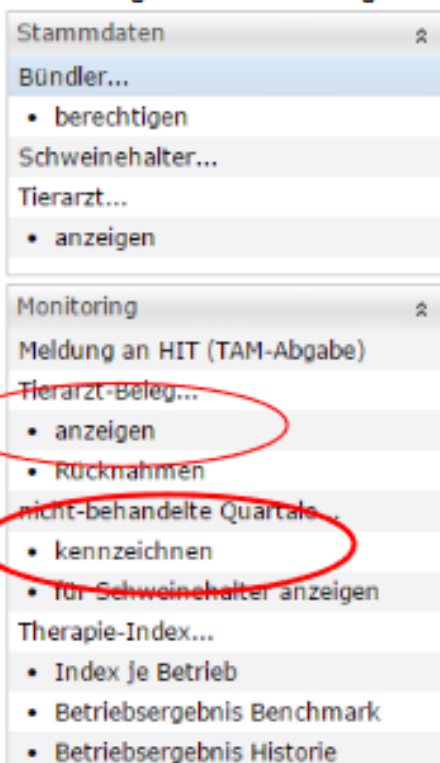 Stammdaten
Bündler...
• berechtigen
Schweinehalter...
Tierarzt...
• anzeigen
Monitoring
Meldung an HIT (TAM-Abgabe)
Tierarzt-Beleg...
• anzeigen
• Rücknahmen
nicht-behandelte Quartale...
• kennzeichnen
• für Schweinehalter anzeigen
Therapie-Index...
• Index je Betrieb
• Betriebsergebnis Benchmark
• Betriebsergebnis Historie